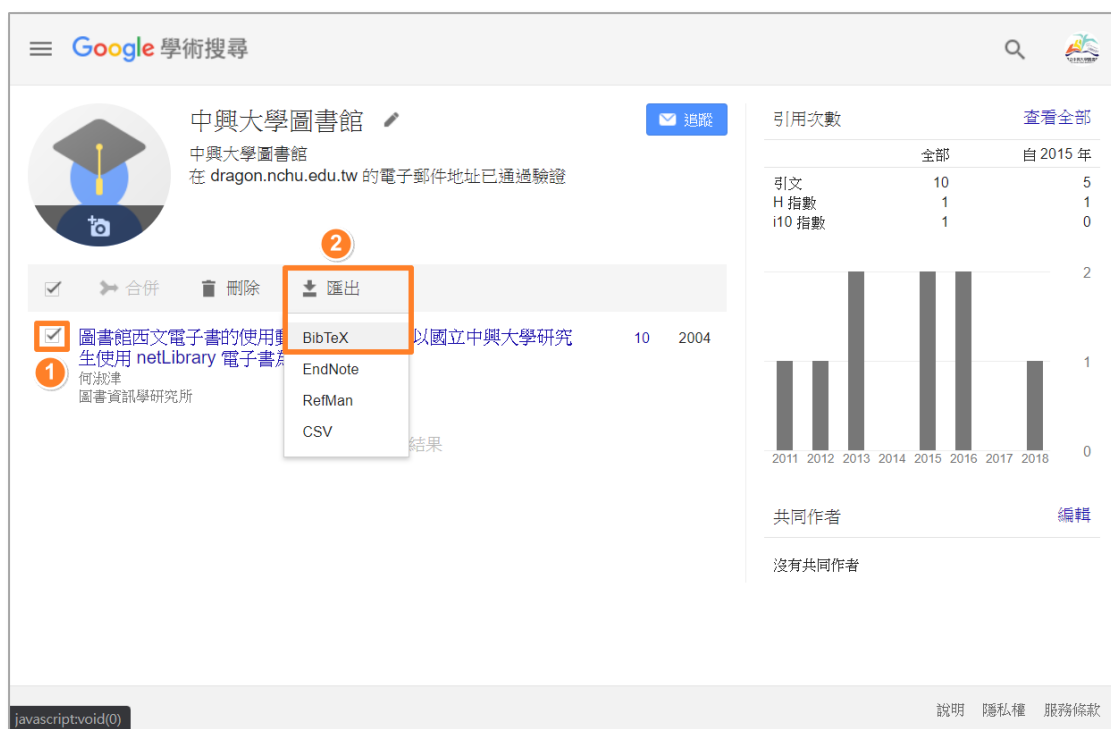 Google 學術搜尋
中興大學圖書館
追蹤
中興大學圖書館
在 dragon.nchu.edu.tw 的電子郵件地址已通過驗證
2
合併 刪除 匯出
BibTeX
EndNote
RefMan
CSV
1
圖書館西文電子書的使用 以國立中興大學研究 10 2004
生使用 netLibrary 電子書
何淑津
圖書資訊學研究所
結果
引用次數 查看全部
全部 自 2015 年
引文 10 5
H 指數 1 1
i10 指數 1 0
2
1
0
2011 2012 2013 2014 2015 2016 2017 2018
共同作者 編輯
沒有共同作者
javascript:void(0)
說明 隱私權 服務條款